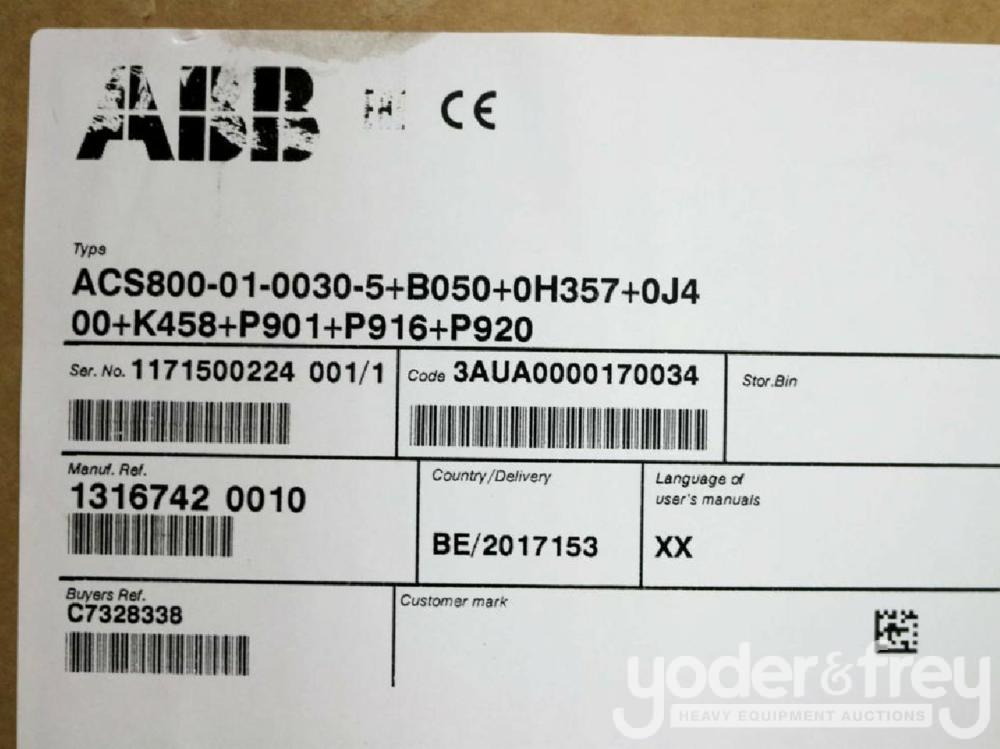 ABB EAC CE
Type
ACS800-01-0030-5+B050+0H357+0J4
00+K458+P901+P916+P920
Ser. No. 1171500224 001/1
Code 3AUA0000170034
Stor.Bin
Manuf. Ref.
1316742 0010
Country/Delivery
BE/2017153
Language of
user's manuals
XX
Buyers Ref.
C7328338
Customer mark
yoder&frey
HEAVY EQUIPMENT AUCTIONS